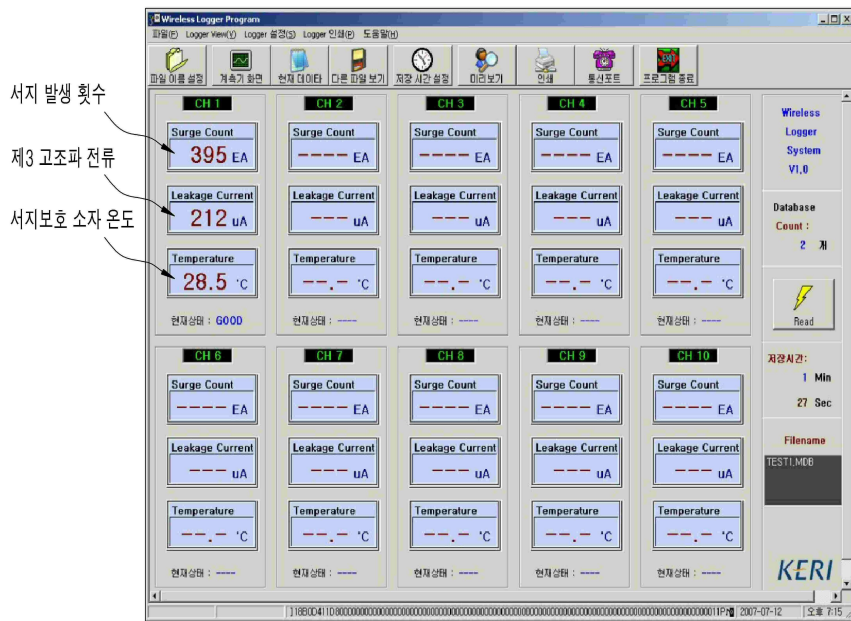 Wireless Logger Program
파일(F) Logger View(V) Logger 설정(S) Logger 인쇄(P) 도움말(H)
파일 이름 설정 계측기 화면 현재 데이타 다른 파일 보기 저장 시간 설정 미리보기 인쇄 통신포트 프로그램 종료
서지 발생 횟수
제3 고조파 전류
서지보호 소자 온도
CH 1 CH 2 CH 3 CH 4 CH 5
Surge Count Surge Count Surge Count Surge Count Surge Count
395 EA ---- EA ---- EA ---- EA ---- EA
Leakage Current Leakage Current Leakage Current Leakage Current Leakage Current
212 uA --- uA --- uA --- uA --- uA
Temperature Temperature Temperature Temperature Temperature
28.5 °C --.- °C --.- °C --.- °C --.- °C
현재상태 : GOOD 현재상태 : ---- 현재상태 : ---- 현재상태 : ---- 현재상태 : ----
CH 6 CH 7 CH 8 CH 9 CH 10
Surge Count Surge Count Surge Count Surge Count Surge Count
---- EA ---- EA ---- EA ---- EA ---- EA
Leakage Current Leakage Current Leakage Current Leakage Current Leakage Current
--- uA --- uA --- uA --- uA --- uA
Temperature Temperature Temperature Temperature Temperature
--.- °C --.- °C --.- °C --.- °C --.- °C
현재상태 : ---- 현재상태 : ---- 현재상태 : ---- 현재상태 : ---- 현재상태 : ----
Wireless
Logger
System
V1,0
Database
Count :
2 개
Read
저장시간:
1 Min
27 Sec
Filename
TEST1,MDB
KERI
2007-07-12 오후 7:15